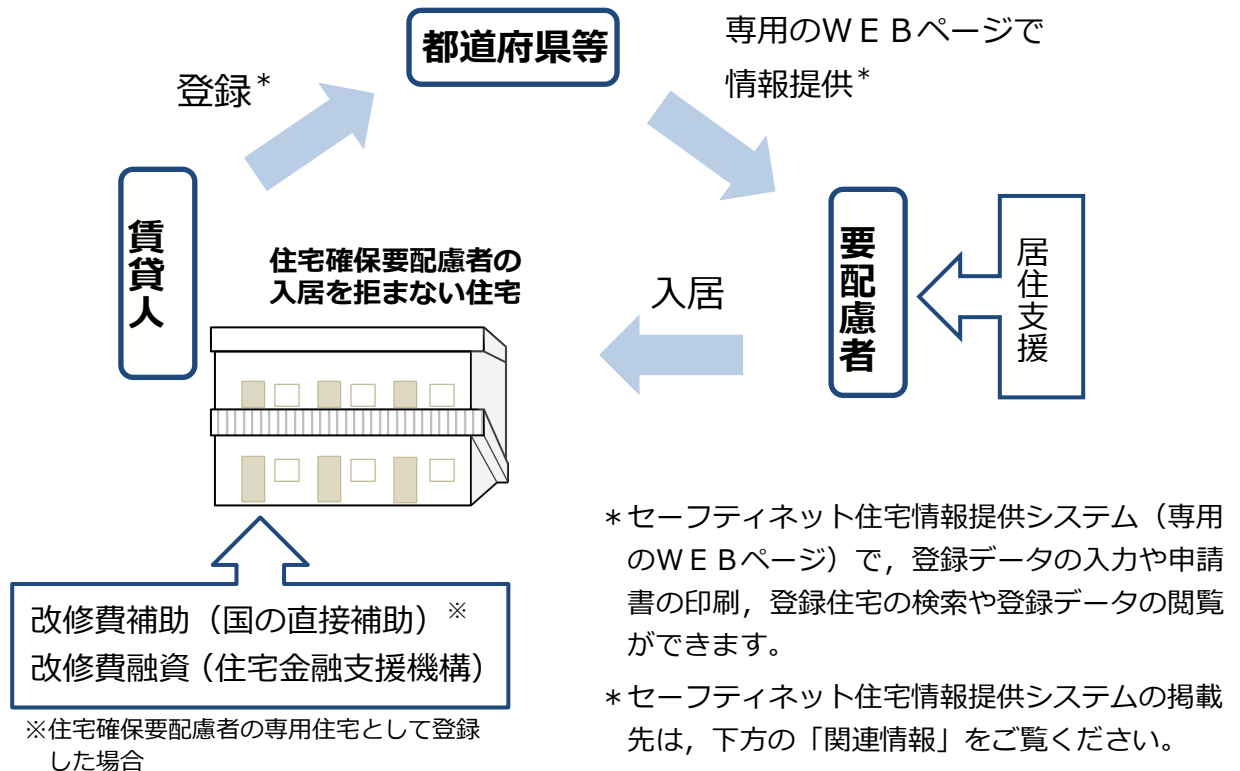 都道府県等
専用のＷＥＢページで
情報提供*
登録*
賃貸人
住宅確保要配慮者の
入居を拒まない住宅
入居
要配慮者
居住支援
改修費補助（国の直接補助）※
改修費融資（住宅金融支援機構）
※住宅確保要配慮者の専用住宅として登録
した場合
＊セーフティネット住宅情報提供システム（専用
のＷＥＢページ）で，登録データの入力や申請
書の印刷，登録住宅の検索や登録データの閲覧
ができます。
＊セーフティネット住宅情報提供システムの掲載
先は，下方の「関連情報」をご覧ください。